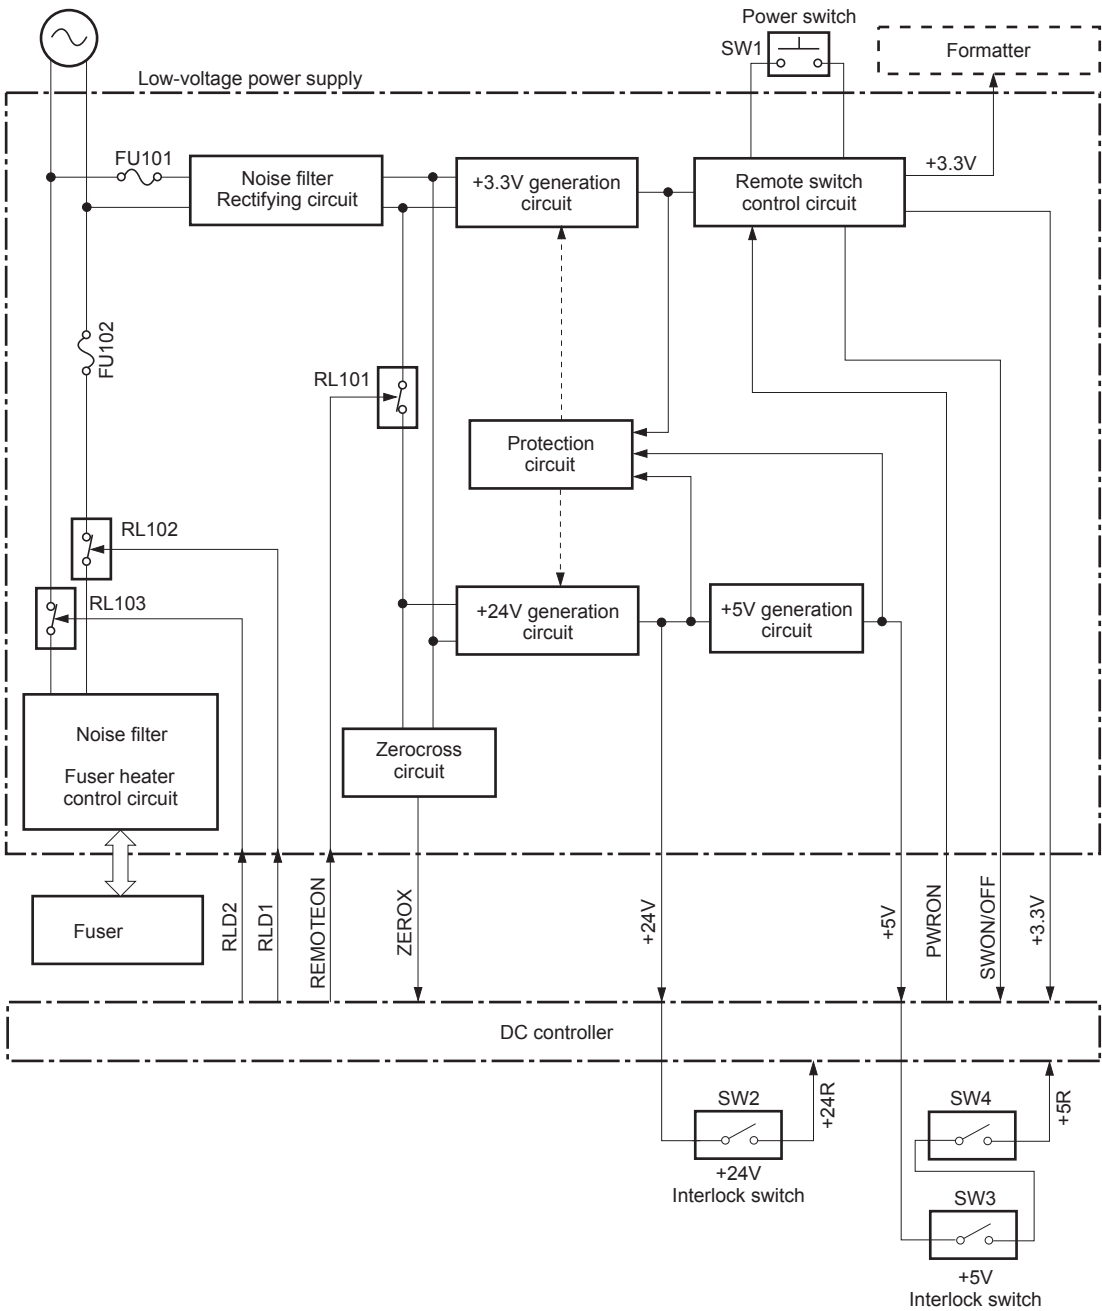 Power switch
SW1
Formatter
Low-voltage power supply
FU101
Noise filter
Rectifying circuit
+3.3V generation
circuit
Remote switch
control circuit
+3.3V
FU102
RL101
Protection
circuit
RL102
RL103
+24V generation
circuit
+5V generation
circuit
Noise filter
Fuser heater
control circuit
Zerocross
circuit
Fuser
RLD2
RLD1
REMOTEON
ZEROX
+24V
+5V
PWRON
SWON/OFF
+3.3V
DC controller
SW2
+24R
+24V
Interlock switch
SW4
+5R
SW3
+5V
Interlock switch